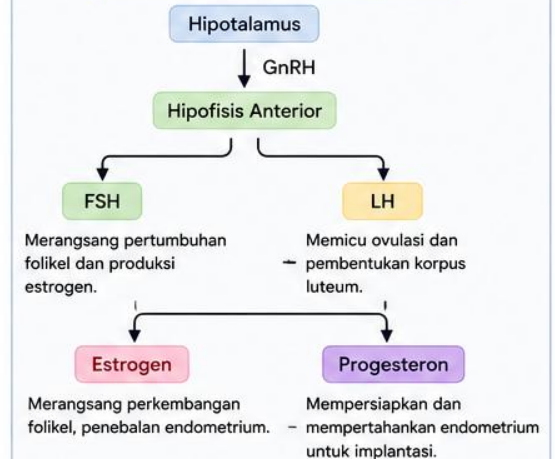 Hipotalamus
GnRH
Hipofisis Anterior
FSH
Merangsang pertumbuhan
folikel dan produksi
estrogen.
LH
Memicu ovulasi dan
pembentukan korpus
luteum.
Estrogen
Merangsang perkembangan
folikel, penebalan endometrium.
Progesteron
Mempersiapkan dan
mempertahankan endometrium
untuk implantasi.